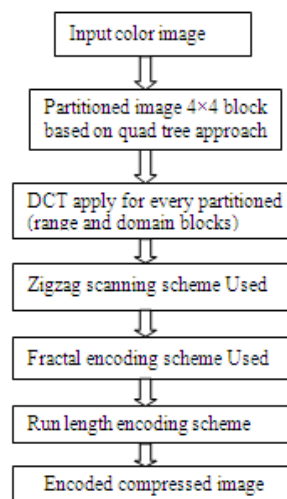 Input color image
Partitioned image 4×4 block
based on quad tree approach
DCT apply for every partitioned
(range and domain blocks)
Zigzag scanning scheme Used
Fractal encoding scheme Used
Run length encoding scheme
Encoded compressed image